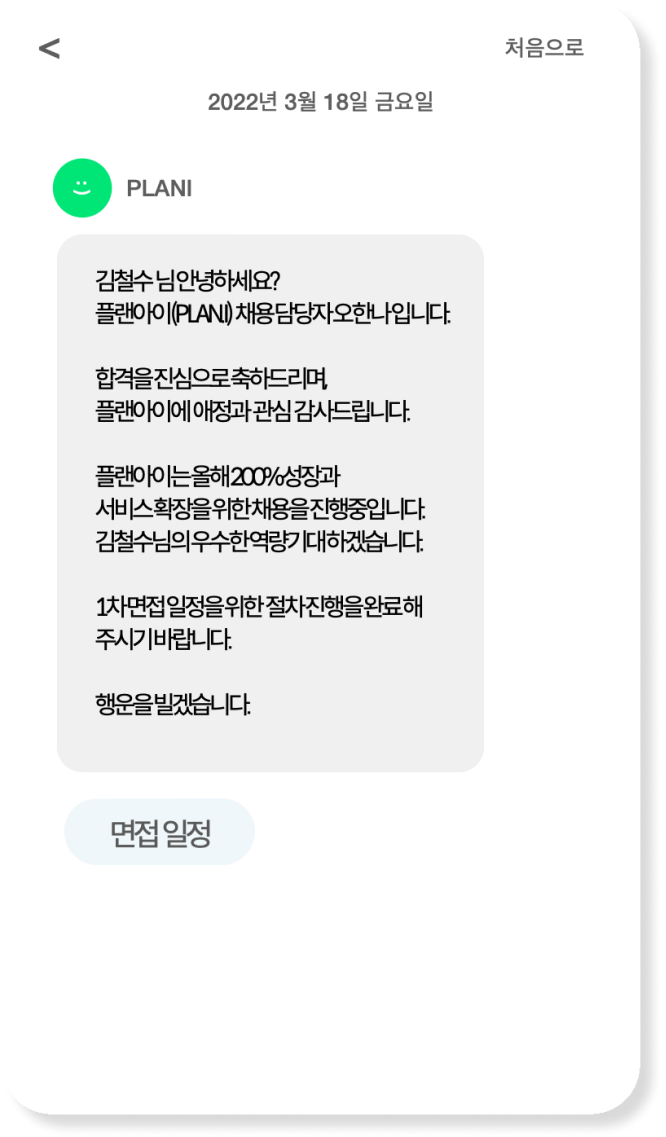 <
처음으로
2022년 3월 18일 금요일
PLANI
김철수 님 안녕하세요?
플랜아이(PLAN.I) 채용 담당자 오한나 입니다.
합격을 진심으로 축하드리며,
플랜아이에 애정과 관심 감사드립니다.
플랜아이는 올해 200% 성장과
서비스 확장을 위한 채용을 진행중입니다.
김철수님의 우수한 역량 기대하겠습니다.
1차 면접 일정을 위한 절차 진행을 완료해
주시기 바랍니다.
행운을 빌겠습니다.
면접 일정